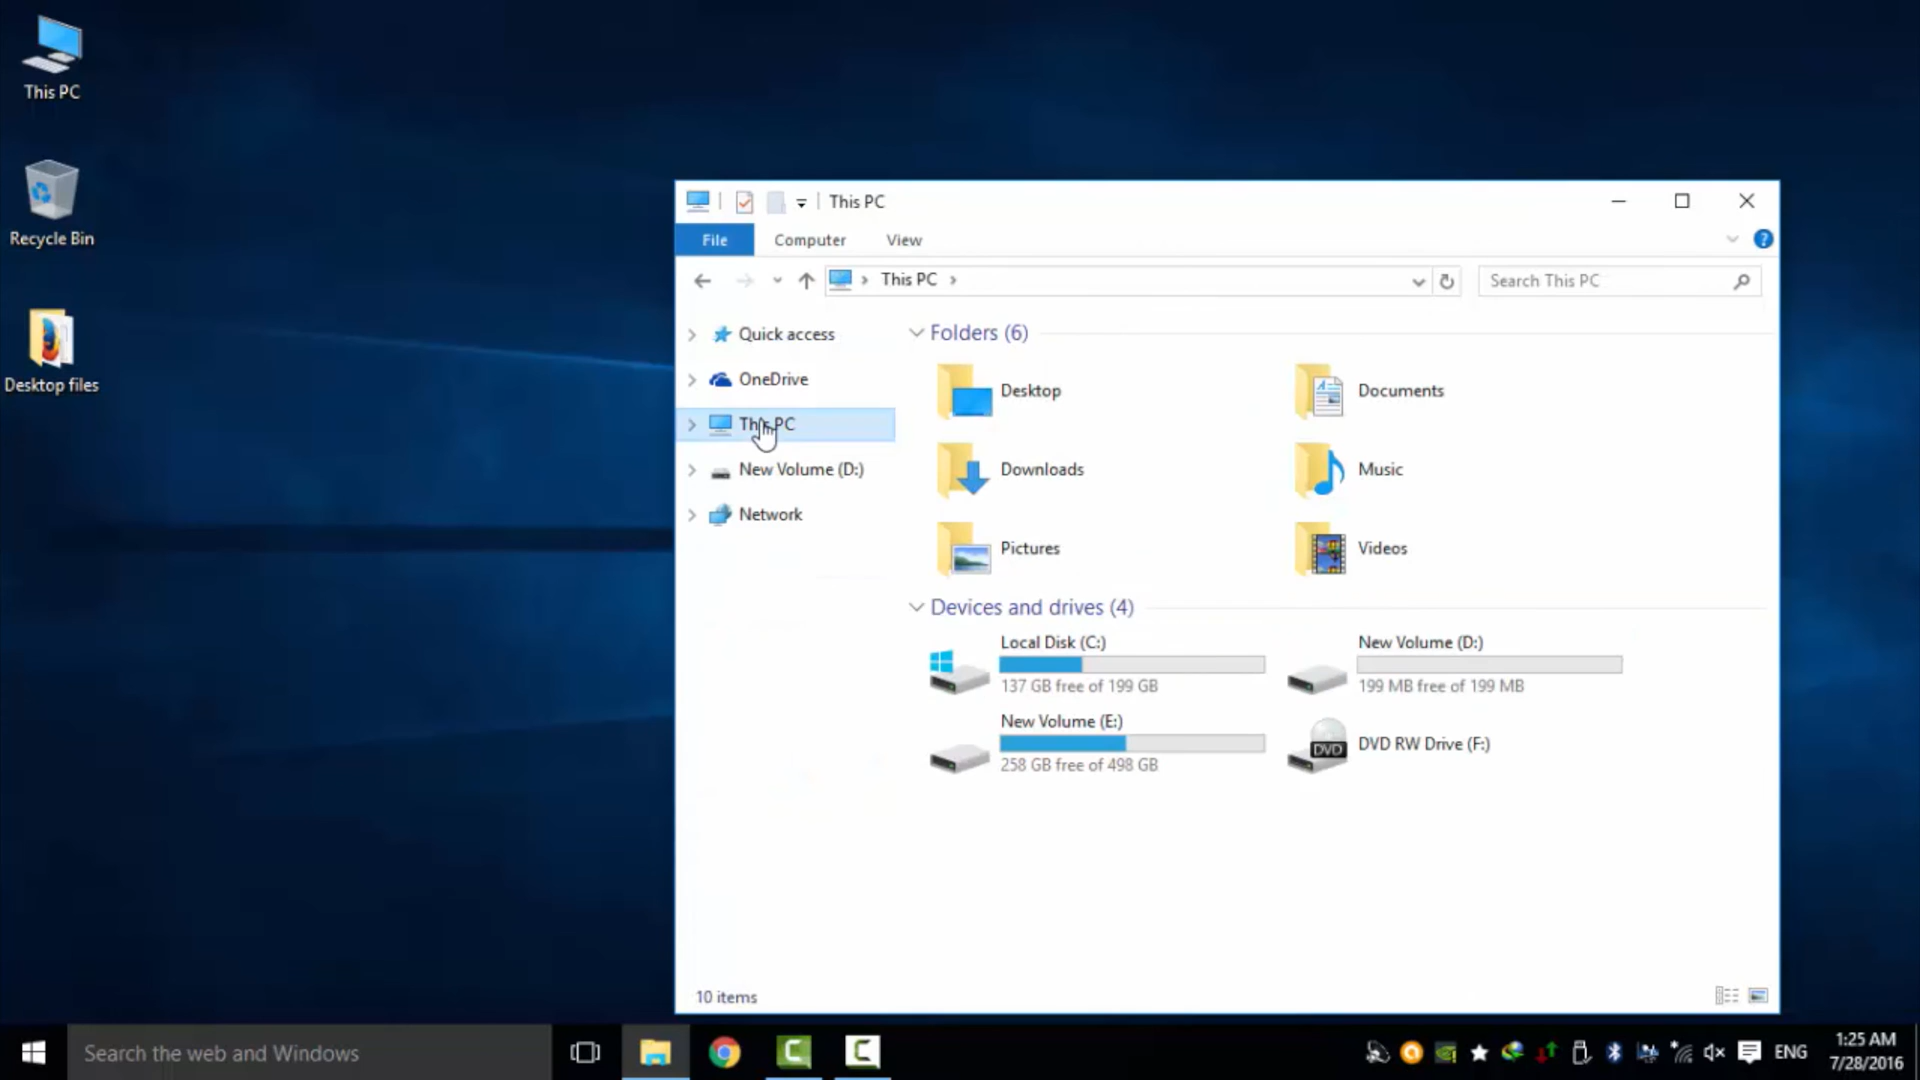 This PC
Recycle Bin
Desktop files
This PC
File
Computer
View
This PC
Search This PC
Quick access
OneDrive
This PC
New Volume (D:)
Network
Folders (6)
Desktop
Documents
Downloads
Music
Pictures
Videos
Devices and drives (4)
Local Disk (C:)
137 GB free of 199 GB
New Volume (D:)
199 MB free of 199 MB
New Volume (E:)
258 GB free of 498 GB
DVD
DVD RW Drive (F:)
10 items
Search the web and Windows
ENG
1:25 AM
7/28/2016